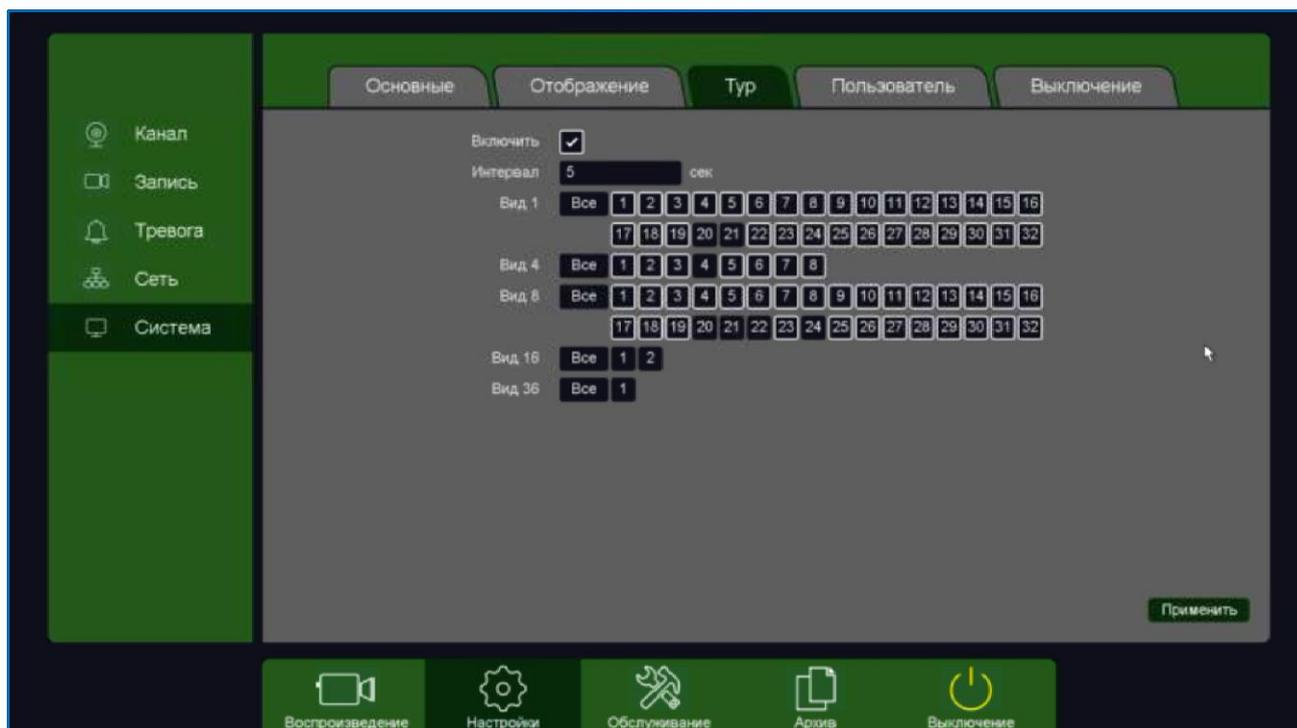 Основные Отображение Тур Пользователь Выключение
Канал
Запись
Тревога
Сеть
Система
Включить
Интервал 5 сек
Вид 1 Все 1 2 3 4 5 6 7 8 9 10 11 12 13 14 15 16
17 18 19 20 21 22 23 24 25 26 27 28 29 30 31 32
Вид 4 Все 1 2 3 4 5 6 7 8
Вид 8 Все 1 2 3 4 5 6 7 8 9 10 11 12 13 14 15 16
17 18 19 20 21 22 23 24 25 26 27 28 29 30 31 32
Вид 16 Все 1 2
Вид 36 Все 1
Применить
Воспроизведение Настройки Обслуживание Архив Выключение